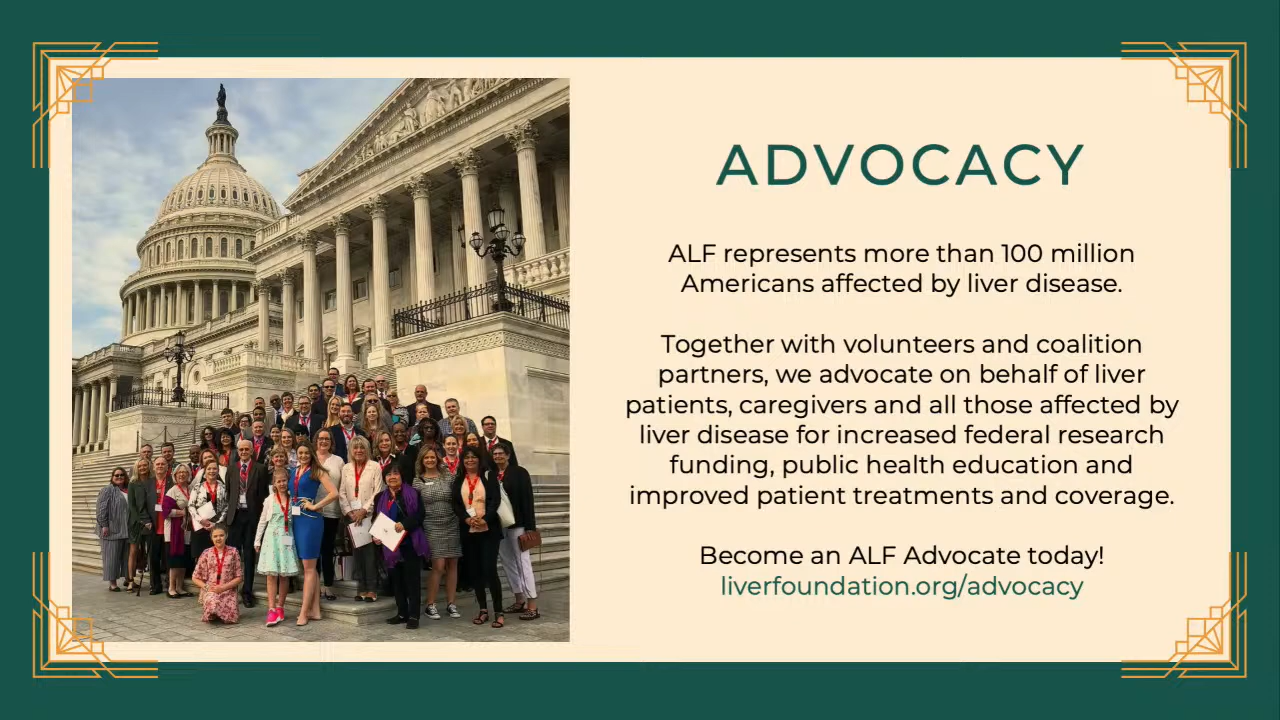 ADVOCACY
ALF represents more than 100 million
Americans affected by liver disease.
Together with volunteers and coalition
partners, we advocate on behalf of liver
patients, caregivers and all those affected by
liver disease for increased federal research
funding, public health education and
improved patient treatments and coverage.
Become an ALF Advocate today!
liverfoundation.org/advocacy